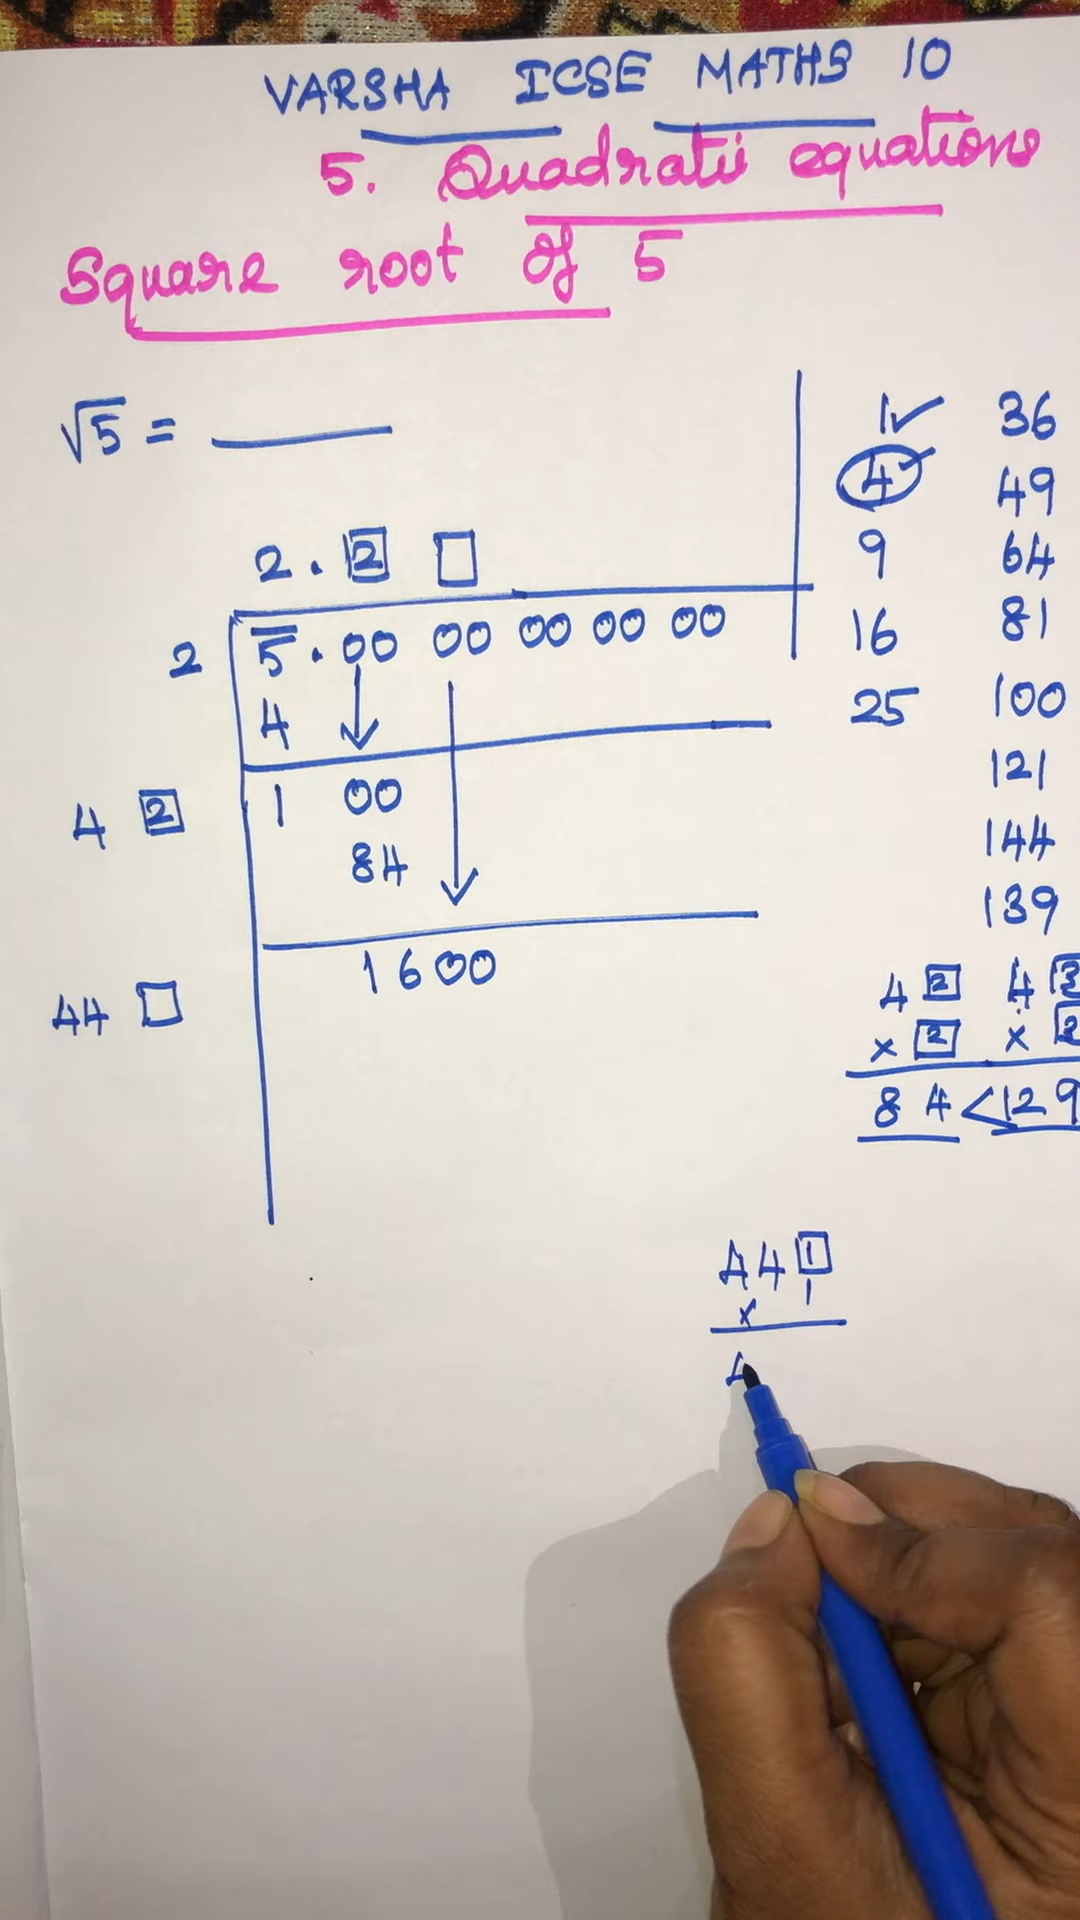 VARSHA ICSE MATHS 10
5. Quadratic equations
Square root of 5
√5 =
2 . 2
2 5 . 00 00 00 00 00
4
4 2 1 00
84
44 1600
1 36
4 49
9 64
16 81
25 100
121
144
139
4 2 4 3
x 2 x
8 4 < 129
44 1
x 1
4